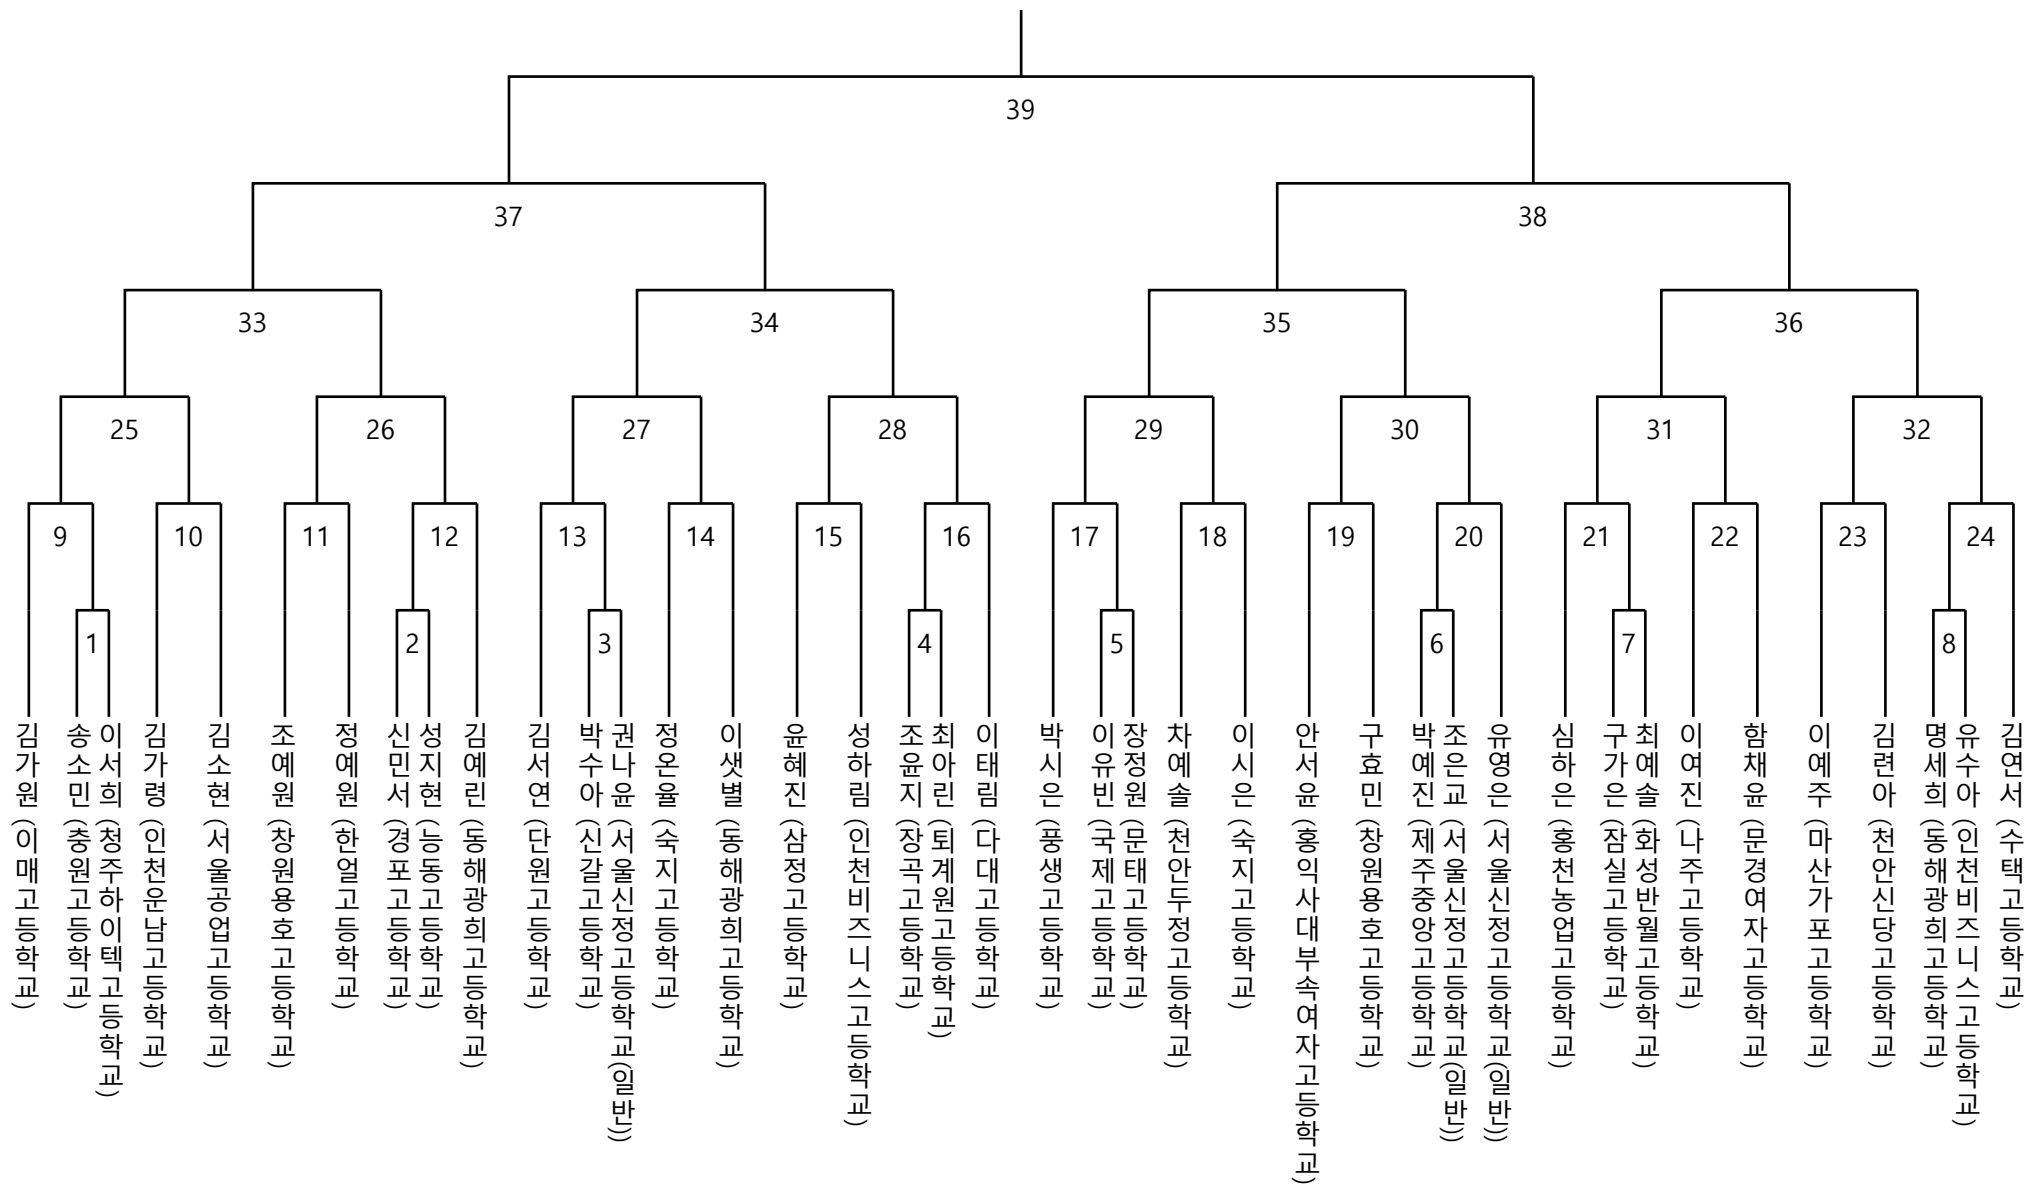 39
37
38
33
34
35
36
25
26
27
28
29
30
31
32
9
10
11
12
13
14
15
16
17
18
19
20
21
22
23
24
1
2
3
4
5
6
7
8
김가원 (이매고등학교)
송소민 (충원고등학교)
이서희 (청주하이텍고등학교)
김가령 (인천운남고등학교)
김소현 (서울공업고등학교)
조예원 (창원용호고등학교)
정예원 (한얼고등학교)
신민서 (경포고등학교)
성지현 (능동고등학교)
김예린 (동해광희고등학교)
김서연 (단원고등학교)
박수아 (신갈고등학교)
권나윤 (서울신정고등학교(일반))
정온율 (숙지고등학교)
이샛별 (동해광희고등학교)
윤혜진 (삼정고등학교)
성하림 (인천비즈니스고등학교)
조윤지 (장곡고등학교)
최아린 (퇴계원고등학교)
이태림 (다대고등학교)
박시은 (풍생고등학교)
이유빈 (국제고등학교)
장정원 (문태고등학교)
차예솔 (천안두정고등학교)
이시은 (숙지고등학교)
안서윤 (홍익사대부속여자고등학교)
구효민 (창원용호고등학교)
박예진 (제주중앙고등학교)
조은교 (서울신정고등학교(일반))
유영은 (서울신정고등학교(일반))
심하은 (홍천농업고등학교)
구가은 (잠실고등학교)
최예솔 (화성반월고등학교)
이여진 (나주고등학교)
함채윤 (문경여자고등학교)
이예주 (마산가포고등학교)
김련아 (천안신당고등학교)
명세희 (동해광희고등학교)
유수아 (인천비즈니스고등학교)
김연서 (수택고등학교)